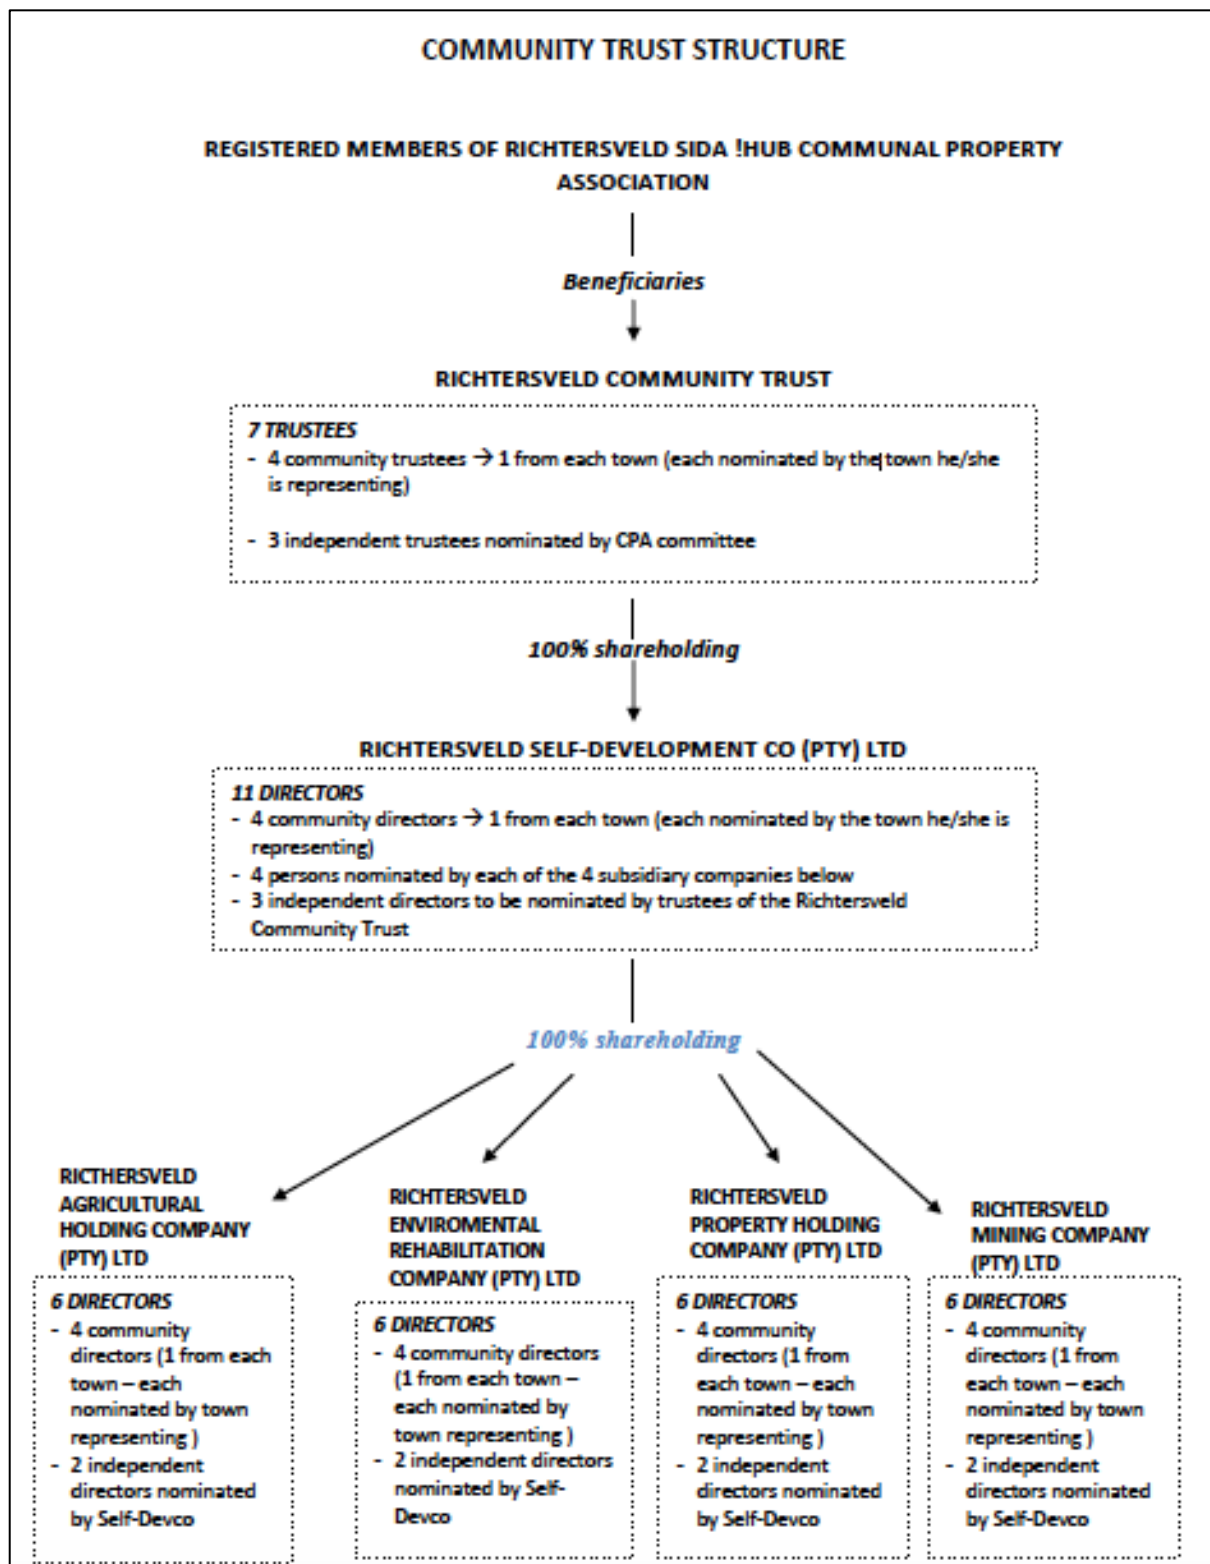 COMMUNITY TRUST STRUCTURE
REGISTERED MEMBERS OF RICHTERSVELD SIDA !HUB COMMUNAL PROPERTY
ASSOCIATION
Beneficiaries
RICHTERSVELD COMMUNITY TRUST
7 TRUSTEES
- 4 community trustees → 1 from each town (each nominated by the town he/she
is representing)
- 3 independent trustees nominated by CPA committee
100% shareholding
RICHTERSVELD SELF-DEVELOPMENT CO (PTY) LTD
11 DIRECTORS
- 4 community directors → 1 from each town (each nominated by the town he/she is
representing)
- 4 persons nominated by each of the 4 subsidiary companies below
- 3 independent directors to be nominated by trustees of the Richtersveld
Community Trust
100% shareholding
RICTHERSVELD
AGRICULTURAL
HOLDING COMPANY
(PTY) LTD
6 DIRECTORS
- 4 community
directors (1 from each
town – each
nominated by town
representing )
- 2 independent
directors nominated
by Self-Devco
RICHTERSVELD
ENVIROMENTAL
REHABILITATION
COMPANY (PTY) LTD
6 DIRECTORS
- 4 community directors
(1 from each town –
each nominated by
town representing )
- 2 independent directors
nominated by Self-
Devco
RICHTERSVELD
PROPERTY HOLDING
COMPANY (PTY) LTD
6 DIRECTORS
- 4 community
directors (1 from
each town – each
nominated by town
representing )
- 2 independent
directors nominated
by Self-Devco
RICHTERSVELD
MINING COMPANY
(PTY) LTD
6 DIRECTORS
- 4 community
directors (1 from
each town – each
nominated by town
representing )
- 2 independent
directors nominated
by Self-Devco